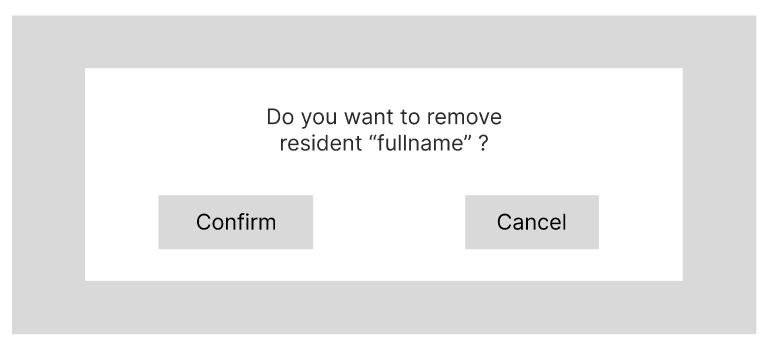 Do you want to remove
resident “fullname” ?
Confirm
Cancel